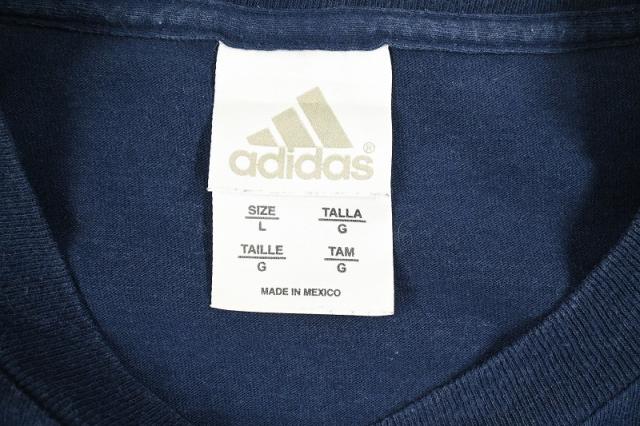 adidas®
SIZE TALLA
L G
TAILLE TAM
G G
MADE IN MEXICO